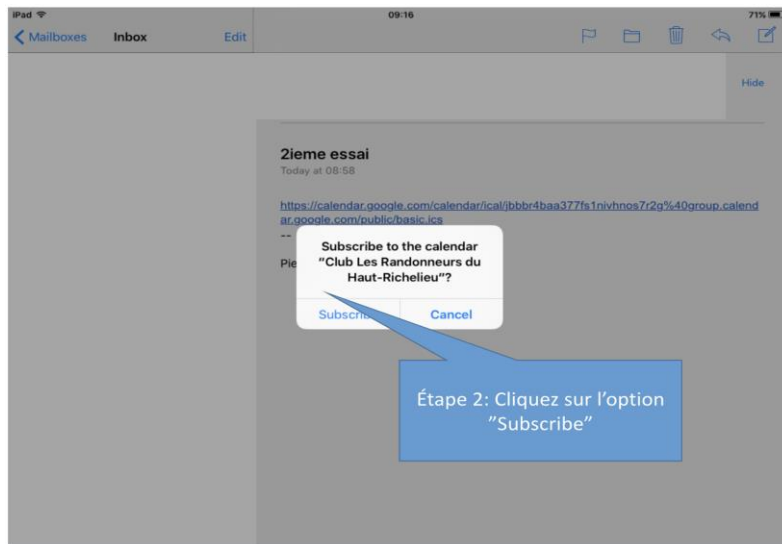 iPad 09:16 71%
Mailboxes Inbox Edit
Hide
2ieme essai
Today at 08:58
https://calendar.google.com/calendar/ical/jbbbr4baa377fs1nivhnos7r2g%40group.calend
ar.google.com/public/basic.ics
--
Subscribe to the calendar
"Club Les Randonneurs du
Haut-Richelieu"?
Cancel
Étape 2: Cliquez sur l'option
"Subscribe"